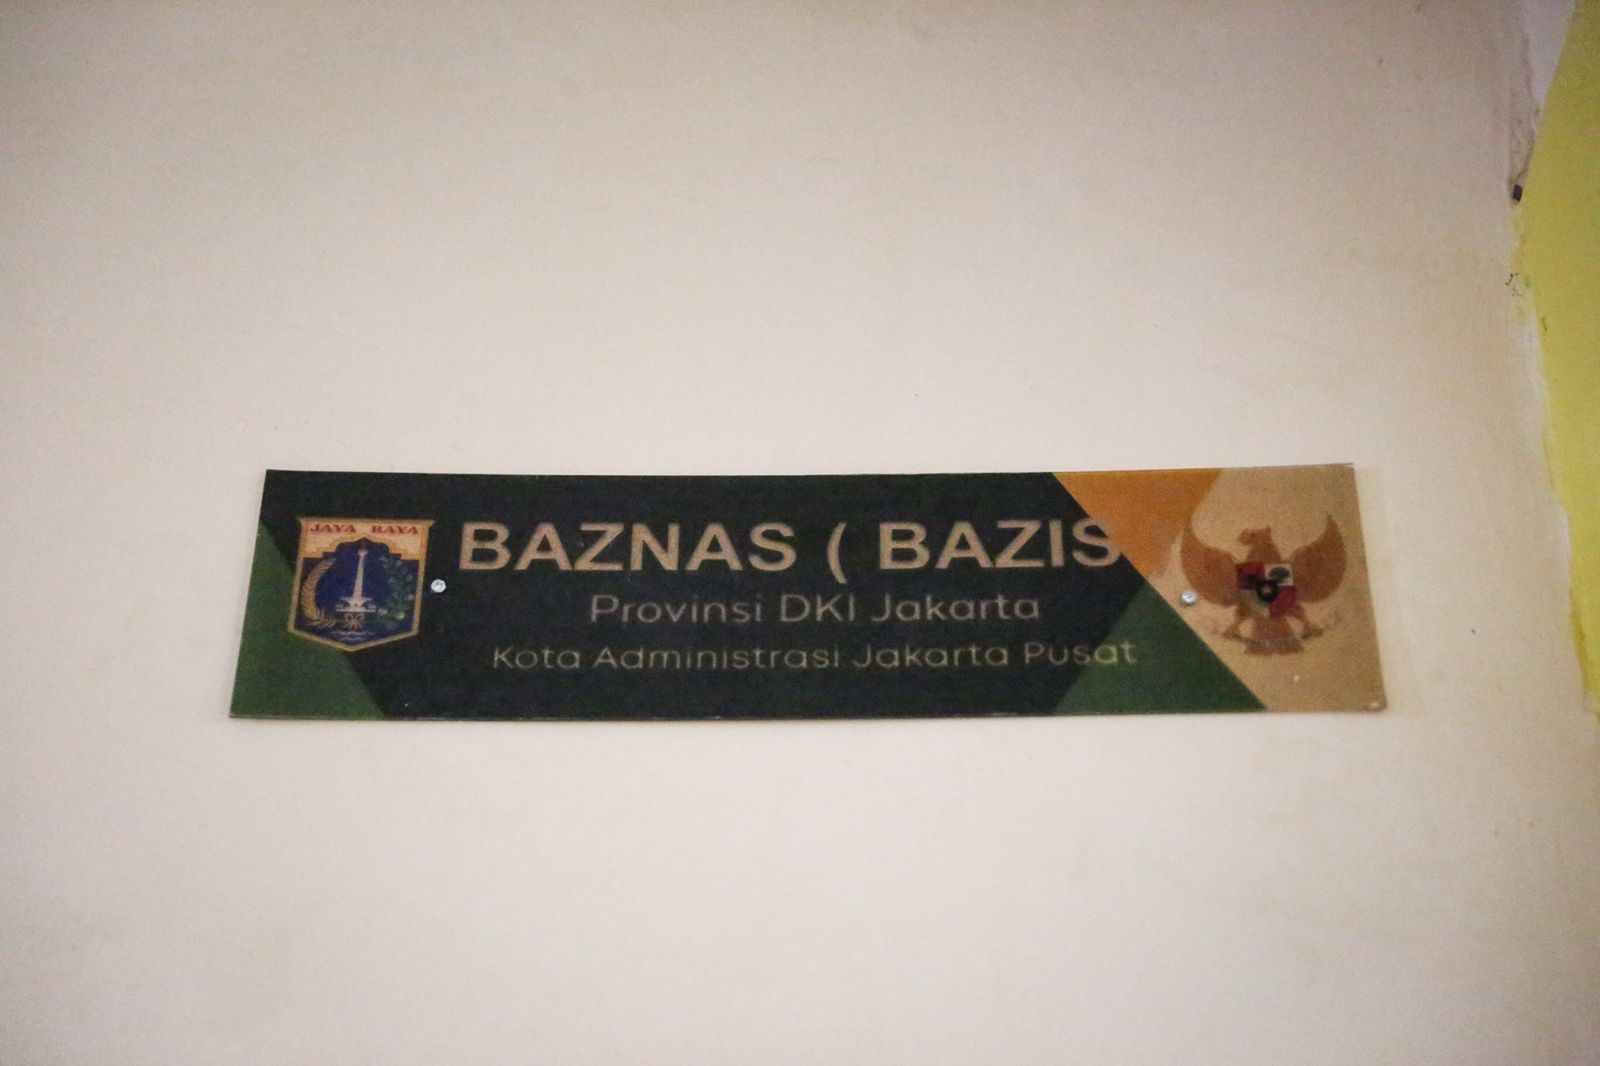 JAYA RAYA
BAZNAS ( BAZIS
Provinsi DKI Jakarta
Kota Administrasi Jakarta Pusat